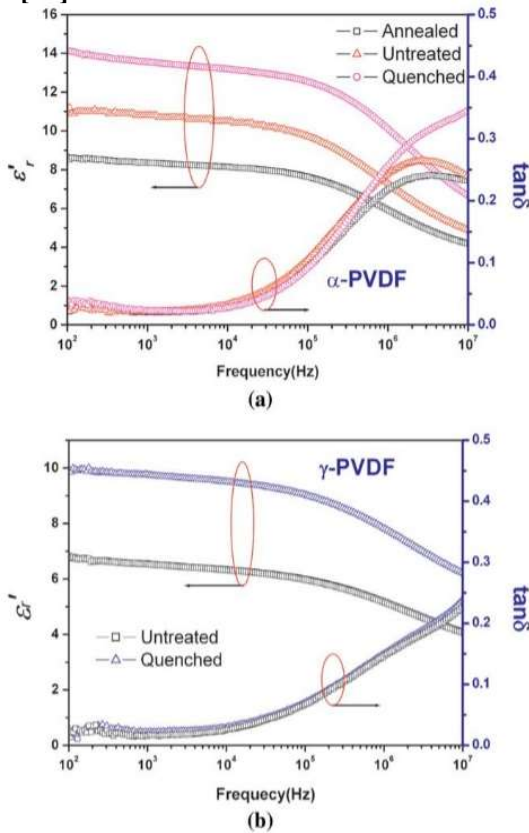 16
14
12
10
8
6
4
2
0
ε'r
Annealed
Untreated
Quenched
α-PVDF
0.5
0.4
0.3
0.2
0.1
0.0
tanδ
10² 10³ 10⁴ 10⁵ 10⁶ 10⁷
Frequency(Hz)
(a)
10
8
6
4
2
0
εr'
γ-PVDF
Untreated
Quenched
0.5
0.4
0.3
0.2
0.1
0.0
tanδ
10² 10³ 10⁴ 10⁵ 10⁶ 10⁷
Frequecy(Hz)
(b)